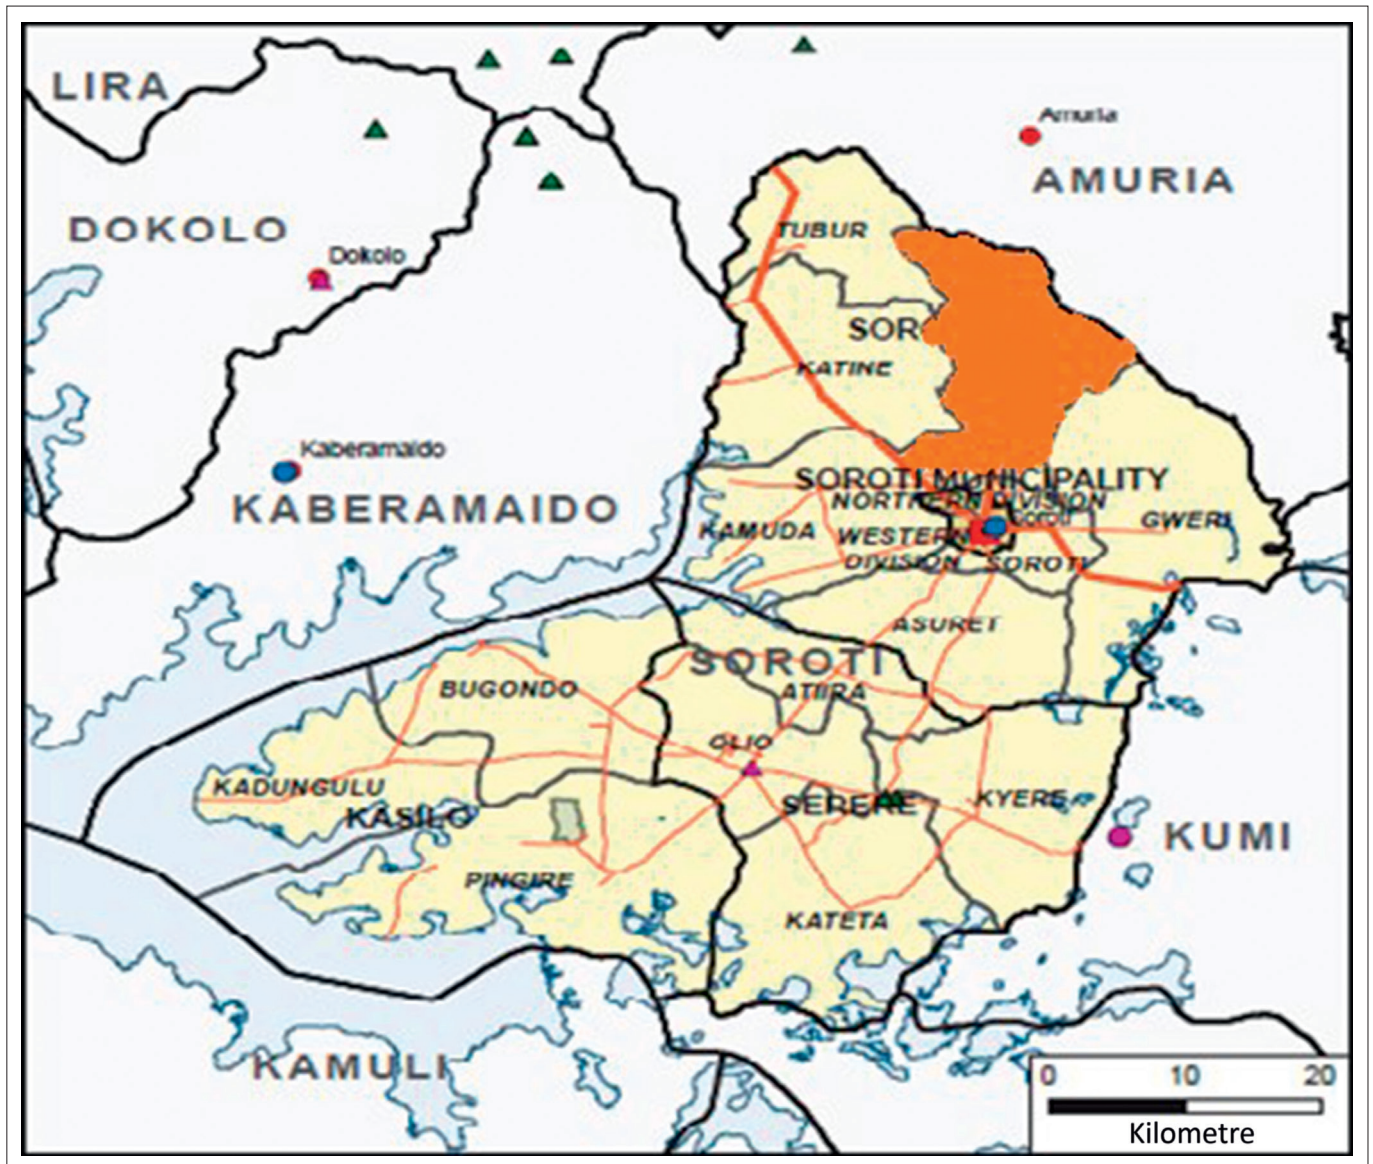 LIRA
Amuria
AMURIA
DOKOLO
TUBUR
Dokolo
SOR
KATINE
Kaberamaido
SOROTI MUNICIPALITY
KABERAMAIDO
NORTHERN DIVISION
KAMUDA
WESTERN
Soroti
GWERI
DIVISION
SOROTI
ASURET
SOROTI
BUGONDO
ATIIRA
OLIO
KADUNGULU
KASILO
SERERE
KYERE
KUMI
PINGIRE
KATETA
KAMULI
0 10 20
Kilometre